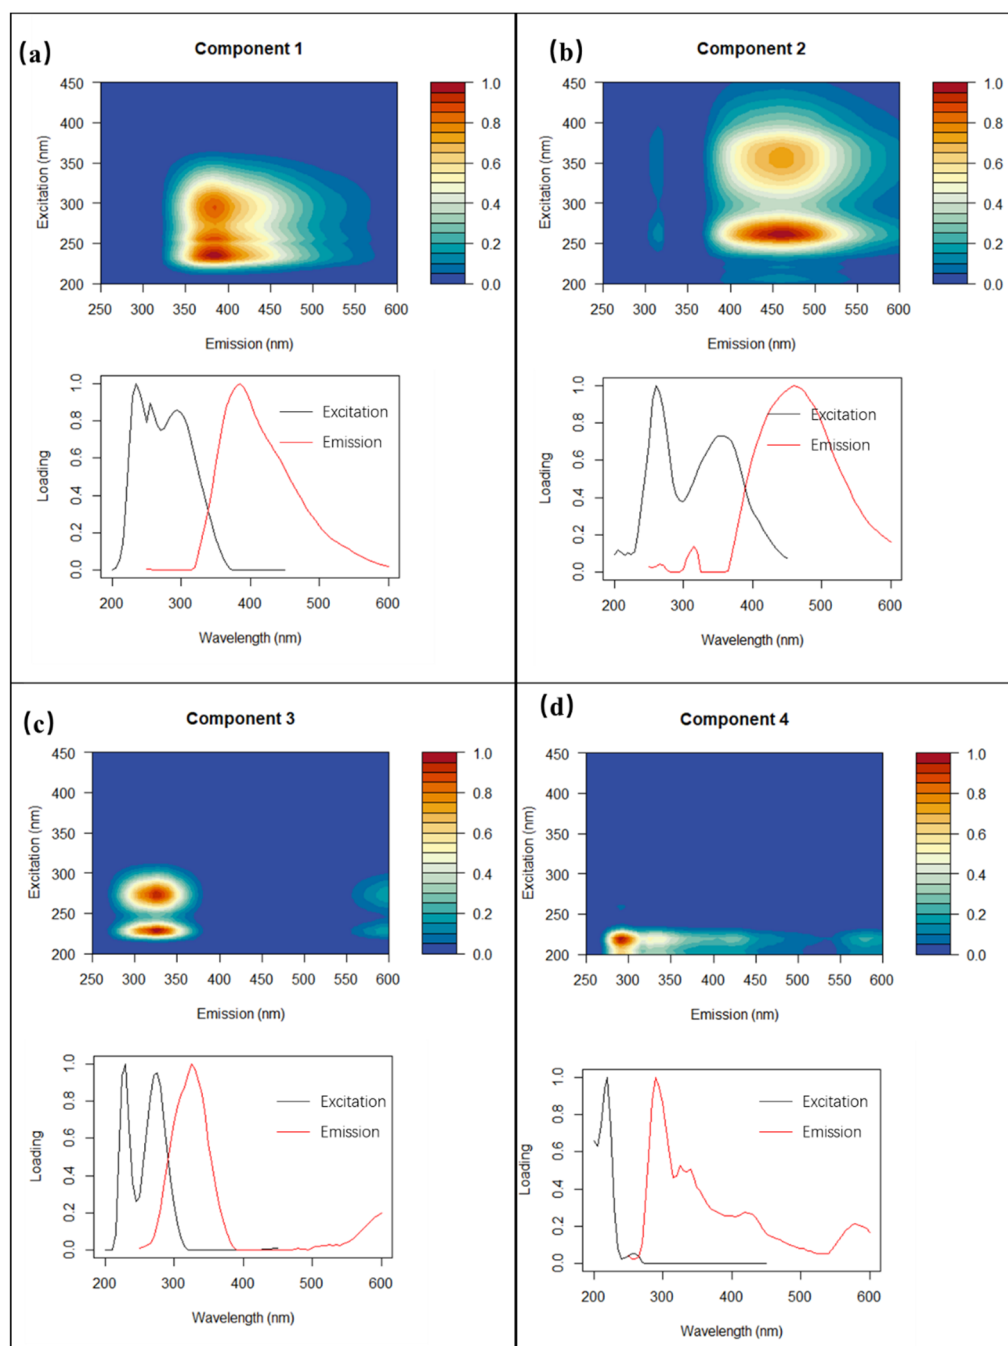 (a)
Component 1
450
400
350
300
250
200
Excitation (nm)
250 300 350 400 450 500 550 600
Emission (nm)
1.0
0.8
0.6
0.4
0.2
0.0
1.0
0.8
0.6
0.4
0.2
0.0
Loading
Excitation
Emission
200 300 400 500 600
Wavelength (nm)
(b)
Component 2
450
400
350
300
250
200
Excitation (nm)
250 300 350 400 450 500 550 600
Emission (nm)
1.0
0.8
0.6
0.4
0.2
0.0
1.0
0.8
0.6
0.4
0.2
0.0
Loading
Excitation
Emission
200 300 400 500 600
Wavelength (nm)
(c)
Component 3
450
400
350
300
250
200
Excitation (nm)
250 300 350 400 450 500 550 600
Emission (nm)
1.0
0.8
0.6
0.4
0.2
0.0
1.0
0.8
0.6
0.4
0.2
0.0
Loading
Excitation
Emission
200 300 400 500 600
Wavelength (nm)
(d)
Component 4
450
400
350
300
250
200
Excitation (nm)
250 300 350 400 450 500 550 600
Emission (nm)
1.0
0.8
0.6
0.4
0.2
0.0
1.0
0.8
0.6
0.4
0.2
0.0
Loading
Excitation
Emission
200 300 400 500 600
Wavelength (nm)